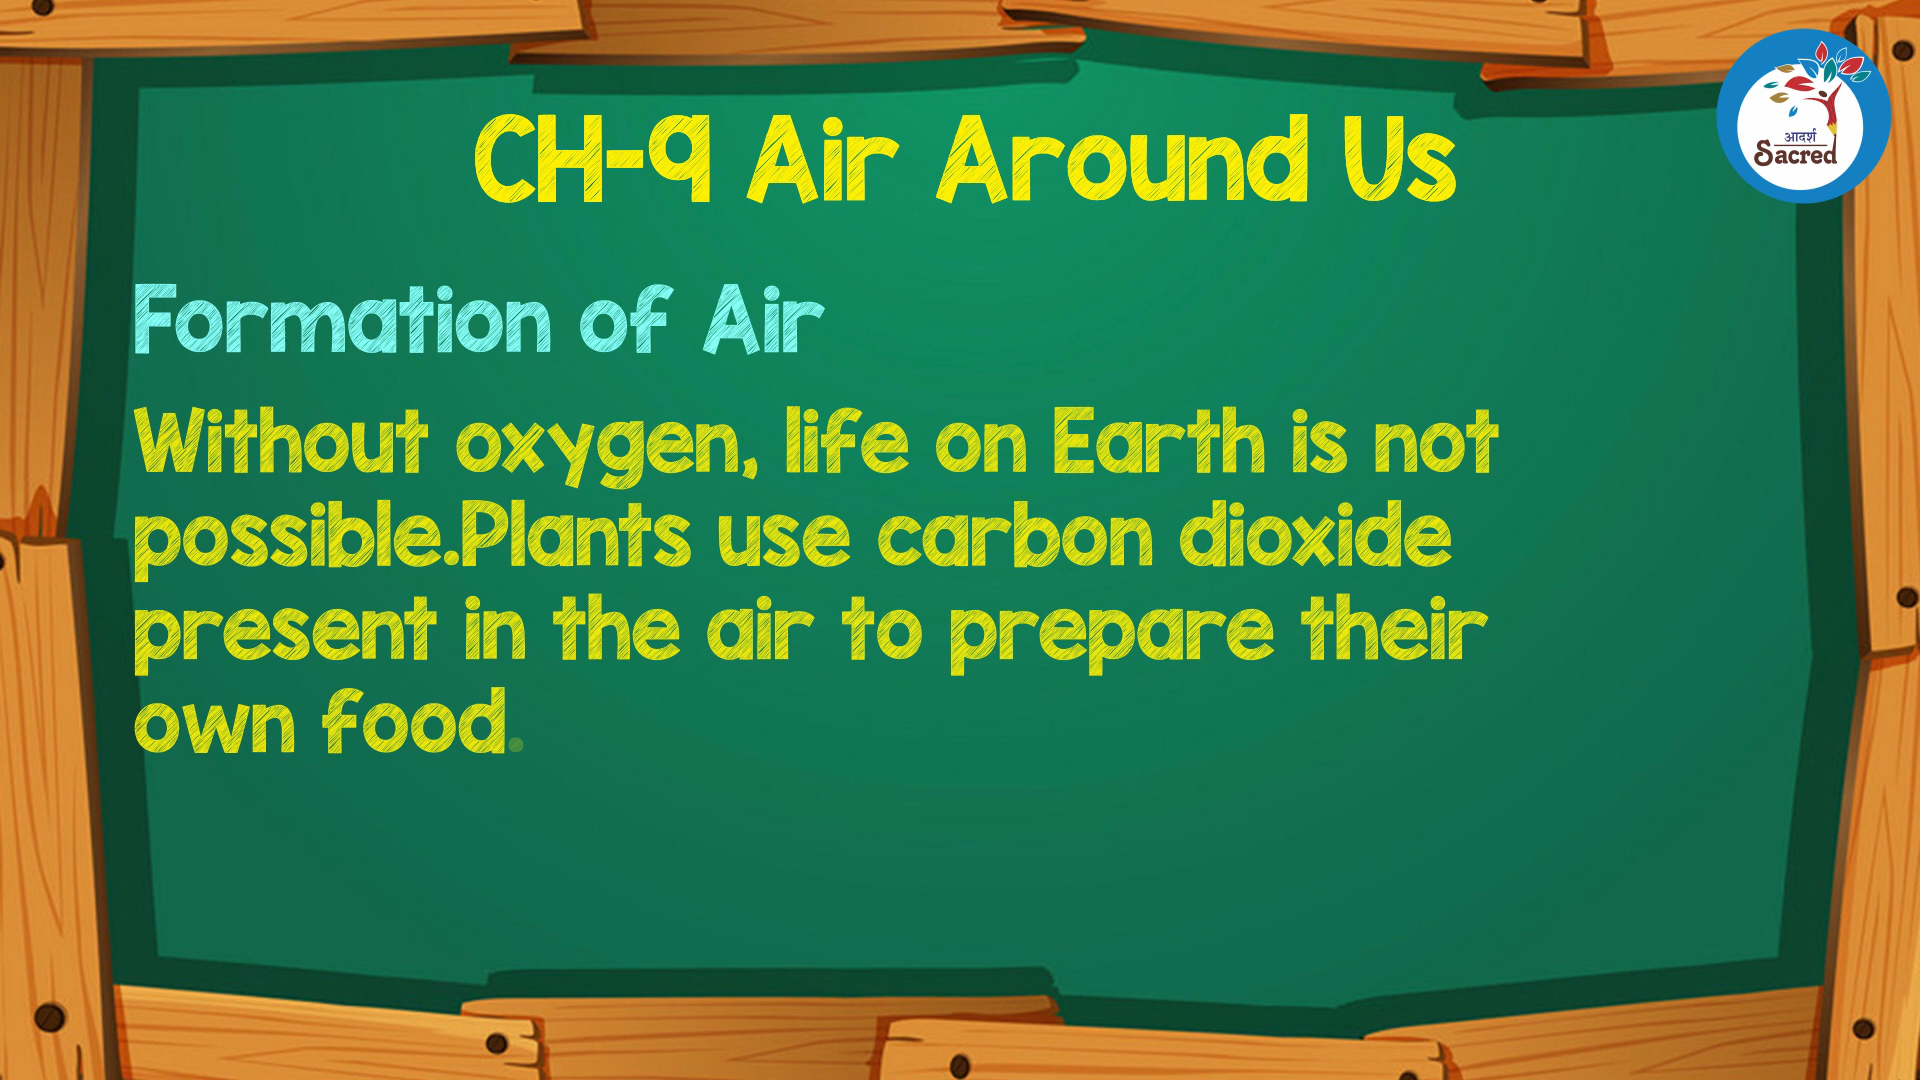 CH-9 Air Around Us
आदर्श
Sacred
Formation of Air
Without oxygen, life on Earth is not
possible.Plants use carbon dioxide
present in the air to prepare their
own food.